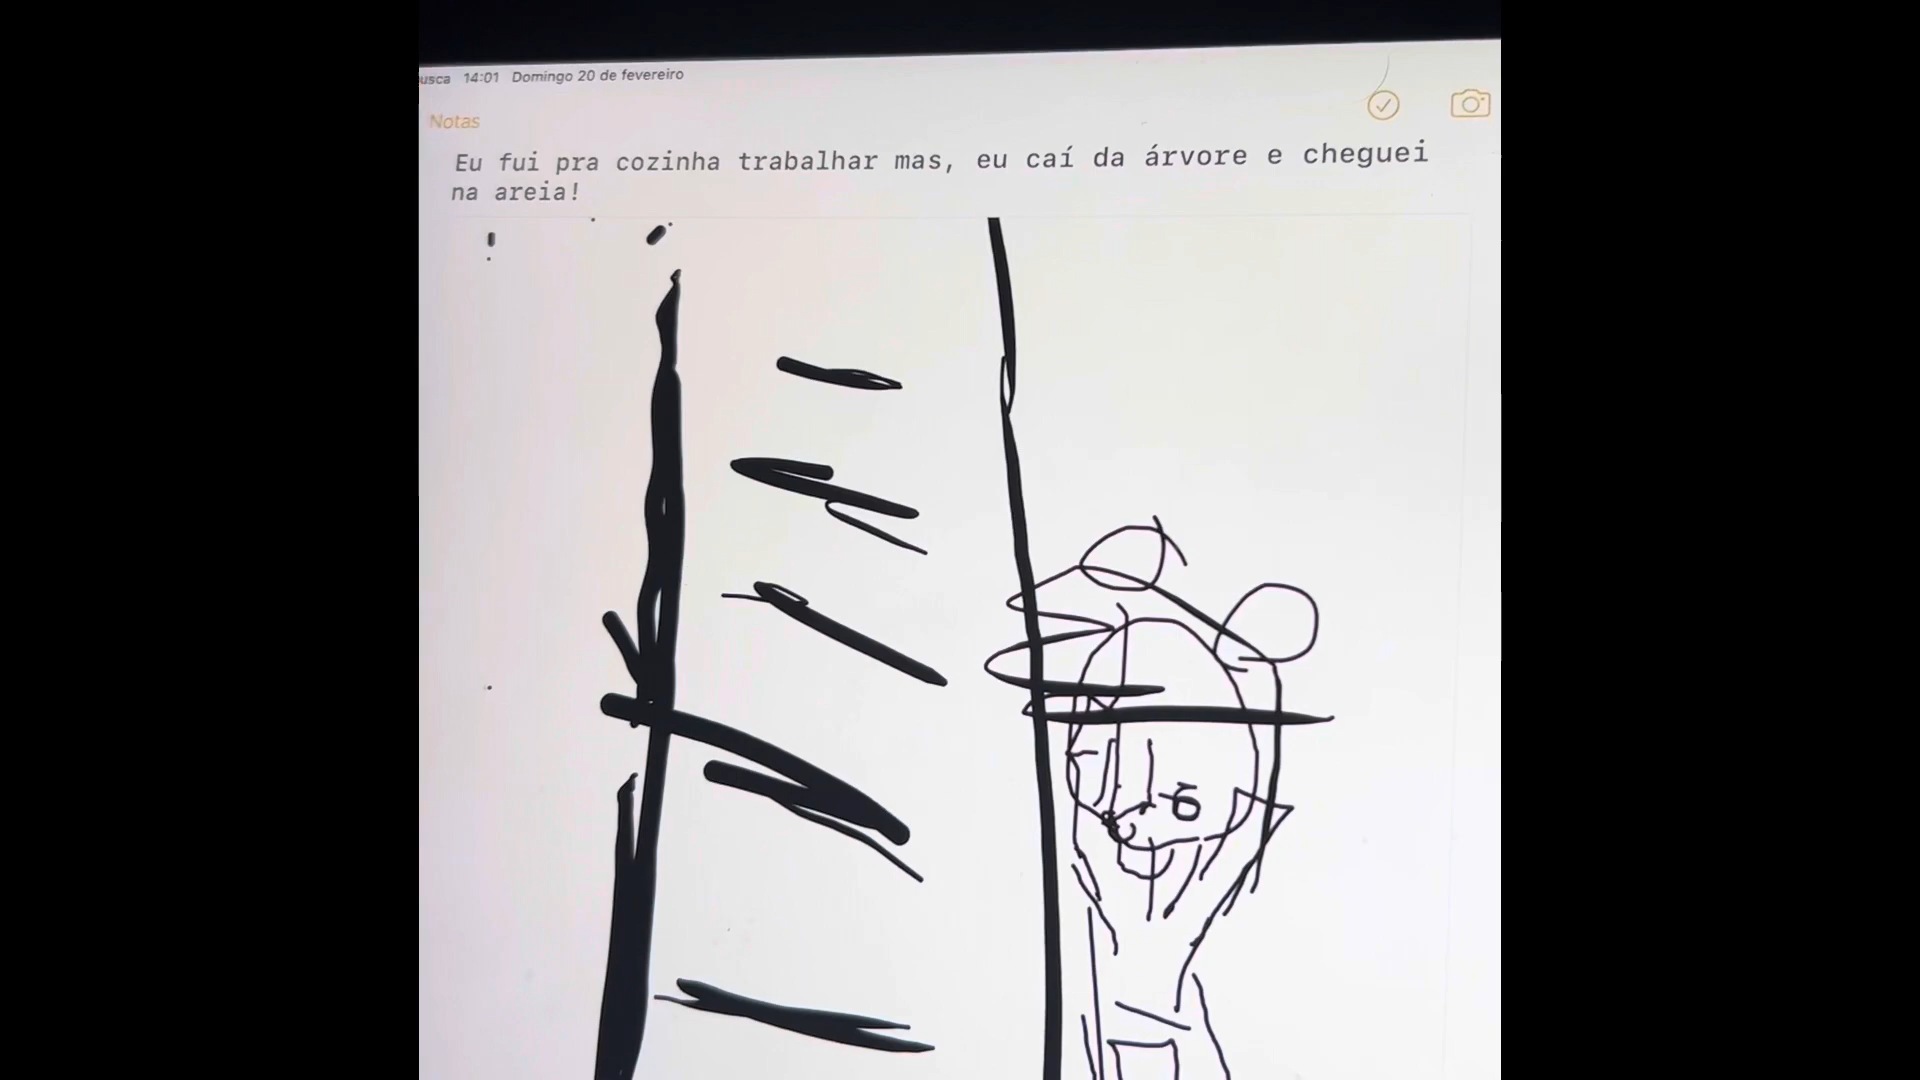 usca 14:01 Domingo 20 de fevereiro
Notas
Eu fui pra cozinha trabalhar mas, eu caí da árvore e cheguei
na areia!